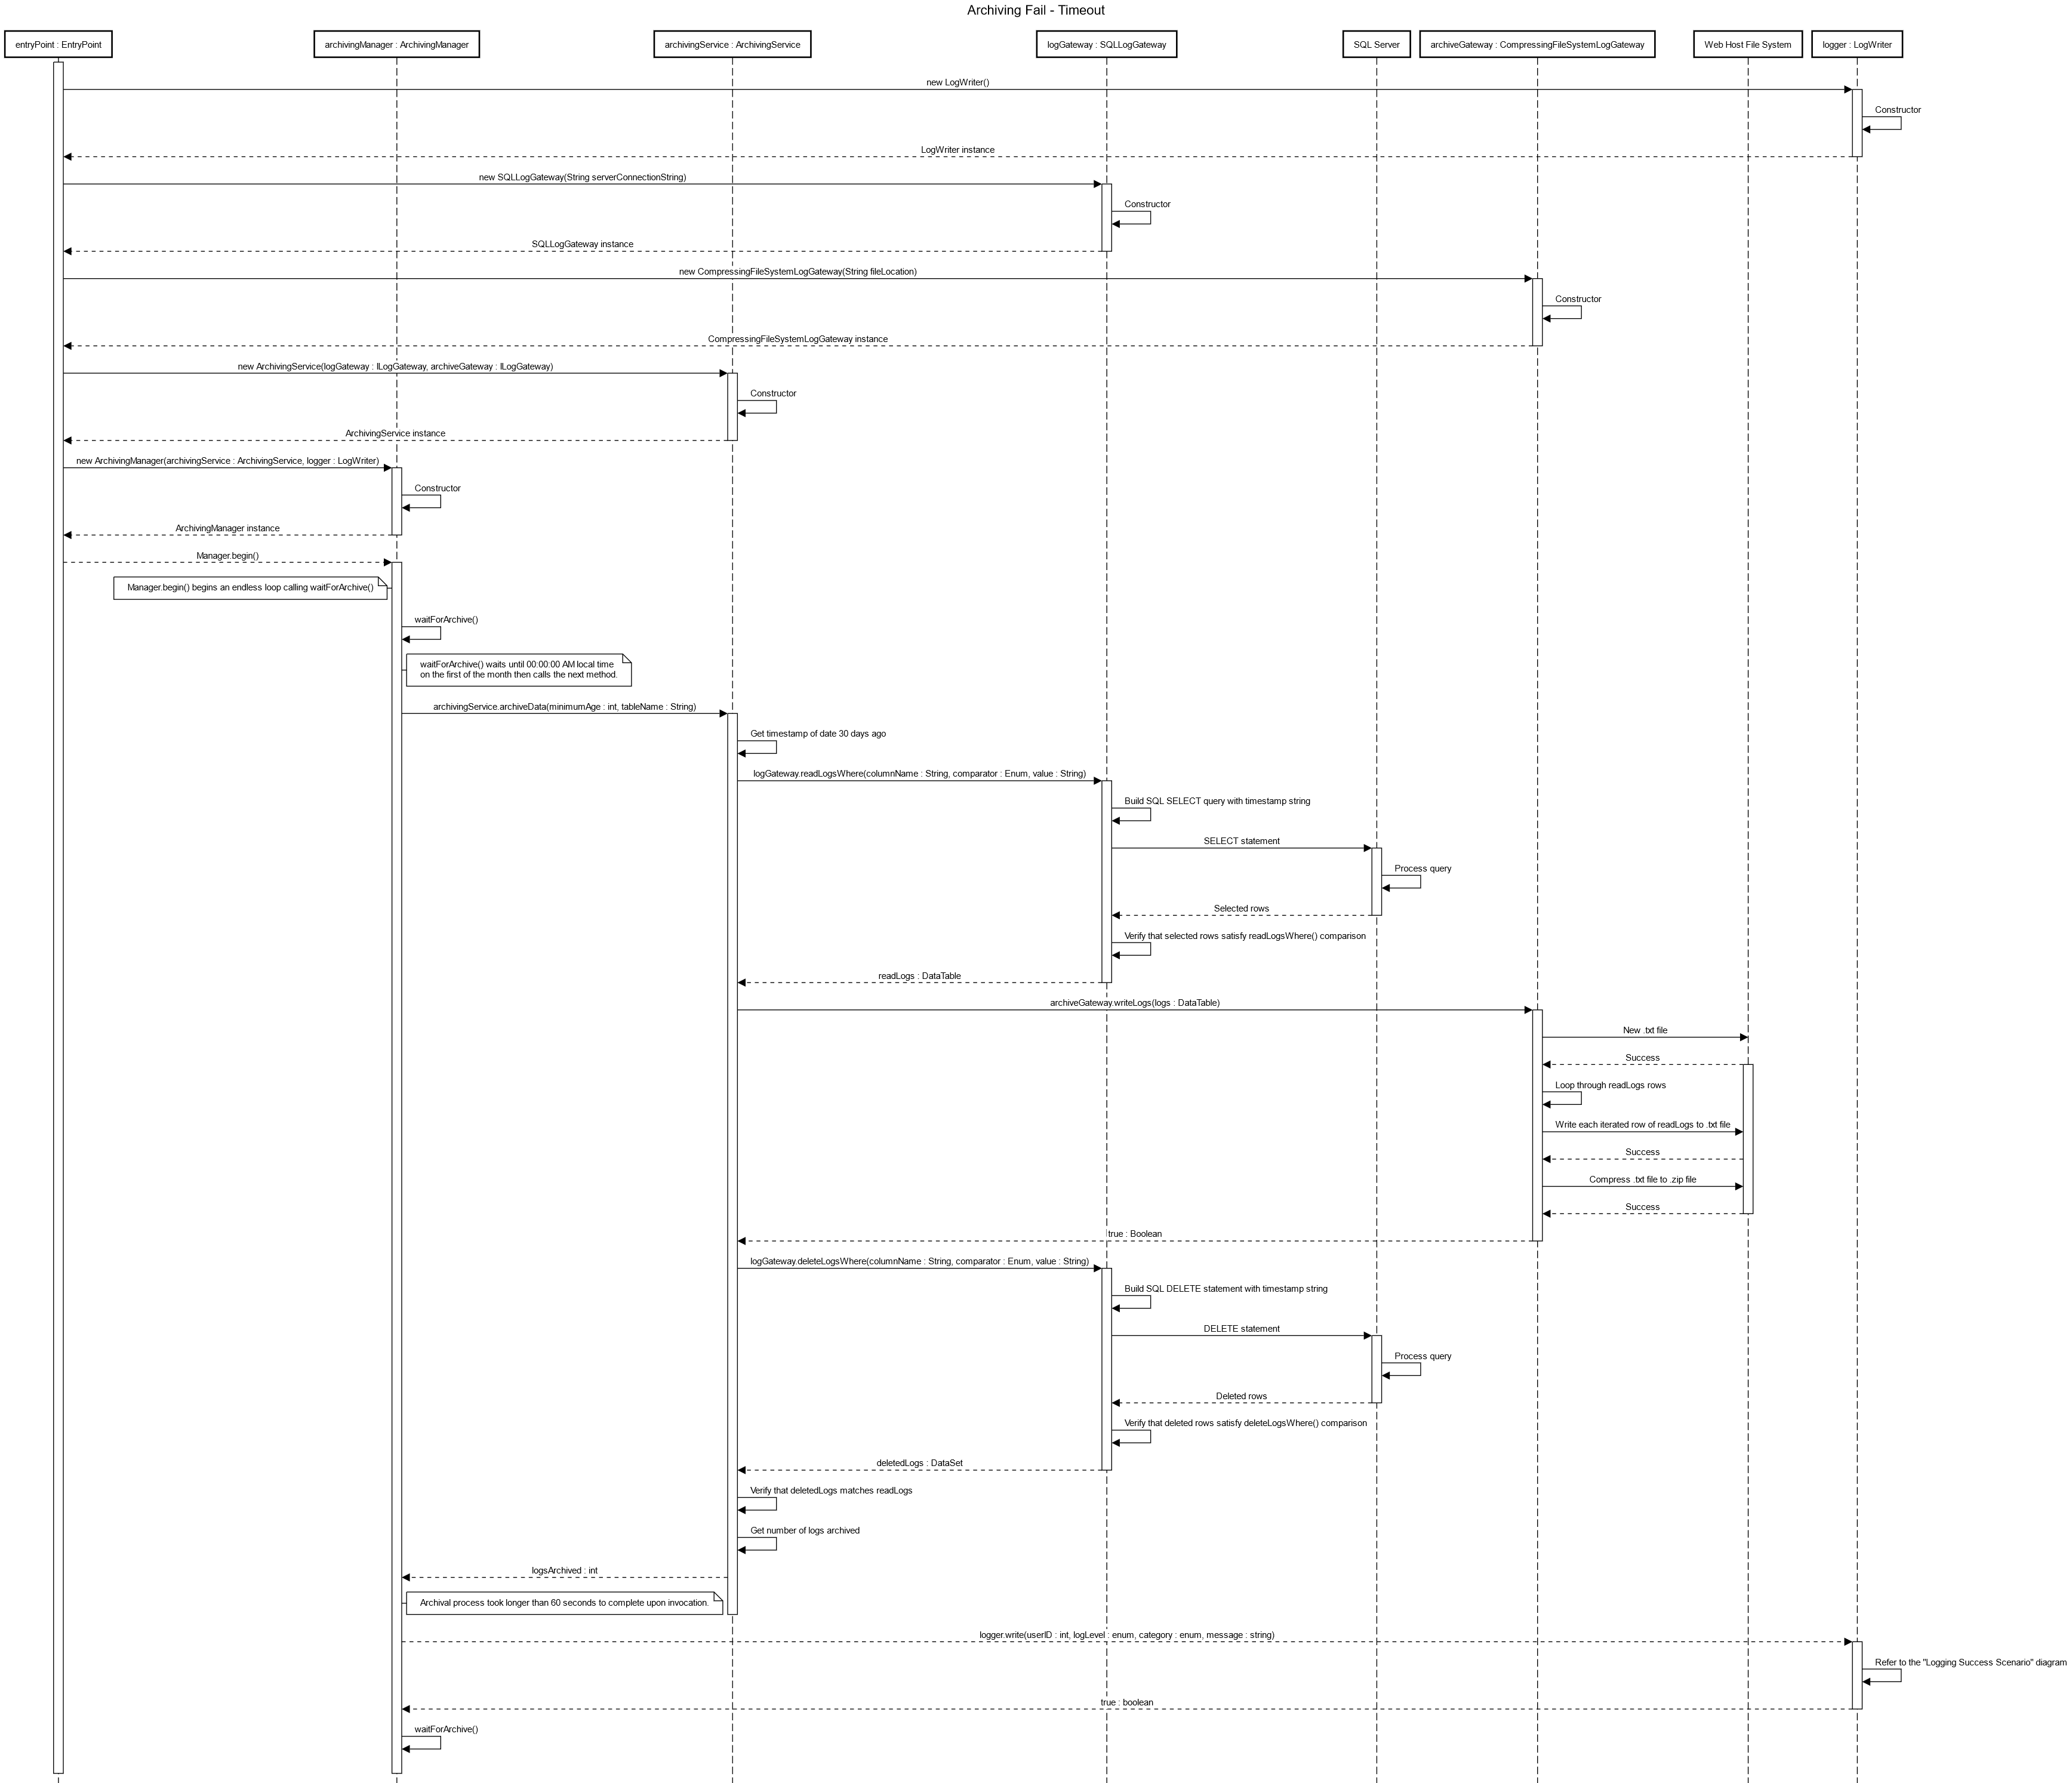 Archiving Fail - Timeout
entryPoint : EntryPoint
archivingManager : ArchivingManager
archivingService : ArchivingService
logGateway : SQLLogGateway
SQL Server
archiveGateway : CompressingFileSystemLogGateway
Web Host File System
logger : LogWriter
new LogWriter()
Constructor
LogWriter instance
new SQLLogGateway(String serverConnectionString)
Constructor
SQLLogGateway instance
new CompressingFileSystemLogGateway(String fileLocation)
Constructor
CompressingFileSystemLogGateway instance
new ArchivingService(logGateway : ILogGateway, archiveGateway : ILogGateway)
Constructor
ArchivingService instance
new ArchivingManager(archivingService : ArchivingService, logger : LogWriter)
Constructor
ArchivingManager instance
Manager.begin()
Manager.begin() begins an endless loop calling waitForArchive()
waitForArchive()
waitForArchive() waits until 00:00:00 AM local time
on the first of the month then calls the next method.
archivingService.archiveData(minimumAge : int, tableName : String)
Get timestamp of date 30 days ago
logGateway.readLogsWhere(columnName : String, comparator : Enum, value : String)
Build SQL SELECT query with timestamp string
SELECT statement
Process query
Selected rows
Verify that selected rows satisfy readLogsWhere() comparison
readLogs : DataTable
archiveGateway.writeLogs(logs : DataTable)
New .txt file
Success
Loop through readLogs rows
Write each iterated row of readLogs to .txt file
Success
Compress .txt file to .zip file
Success
true : Boolean
logGateway.deleteLogsWhere(columnName : String, comparator : Enum, value : String)
Build SQL DELETE statement with timestamp string
DELETE statement
Process query
Deleted rows
Verify that deleted rows satisfy deleteLogsWhere() comparison
deletedLogs : DataSet
Verify that deletedLogs matches readLogs
Get number of logs archived
logsArchived : int
Archival process took longer than 60 seconds to complete upon invocation.
logger.write(userID : int, logLevel : enum, category : enum, message : string)
Refer to the "Logging Success Scenario" diagram
true : boolean
waitForArchive()